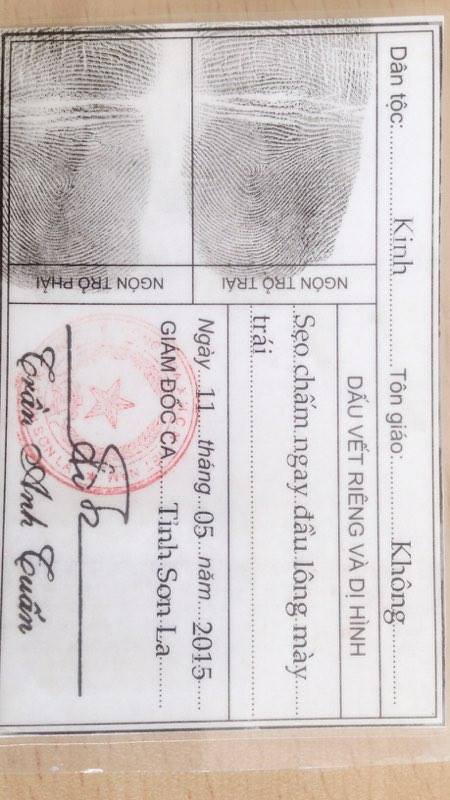 Dân tộc: Kinh Tôn giáo: Không
DẤU VẾT RIÊNG VÀ DỊ HÌNH
Sẹo chấm ngay đầu lông mày
trái
NGÓN TRỎ TRÁI
NGÓN TRỎ PHẢI
Ngày 11 tháng 05 năm 2015
GIÁM ĐỐC CA Tỉnh Sơn La
Trần Anh Tuấn